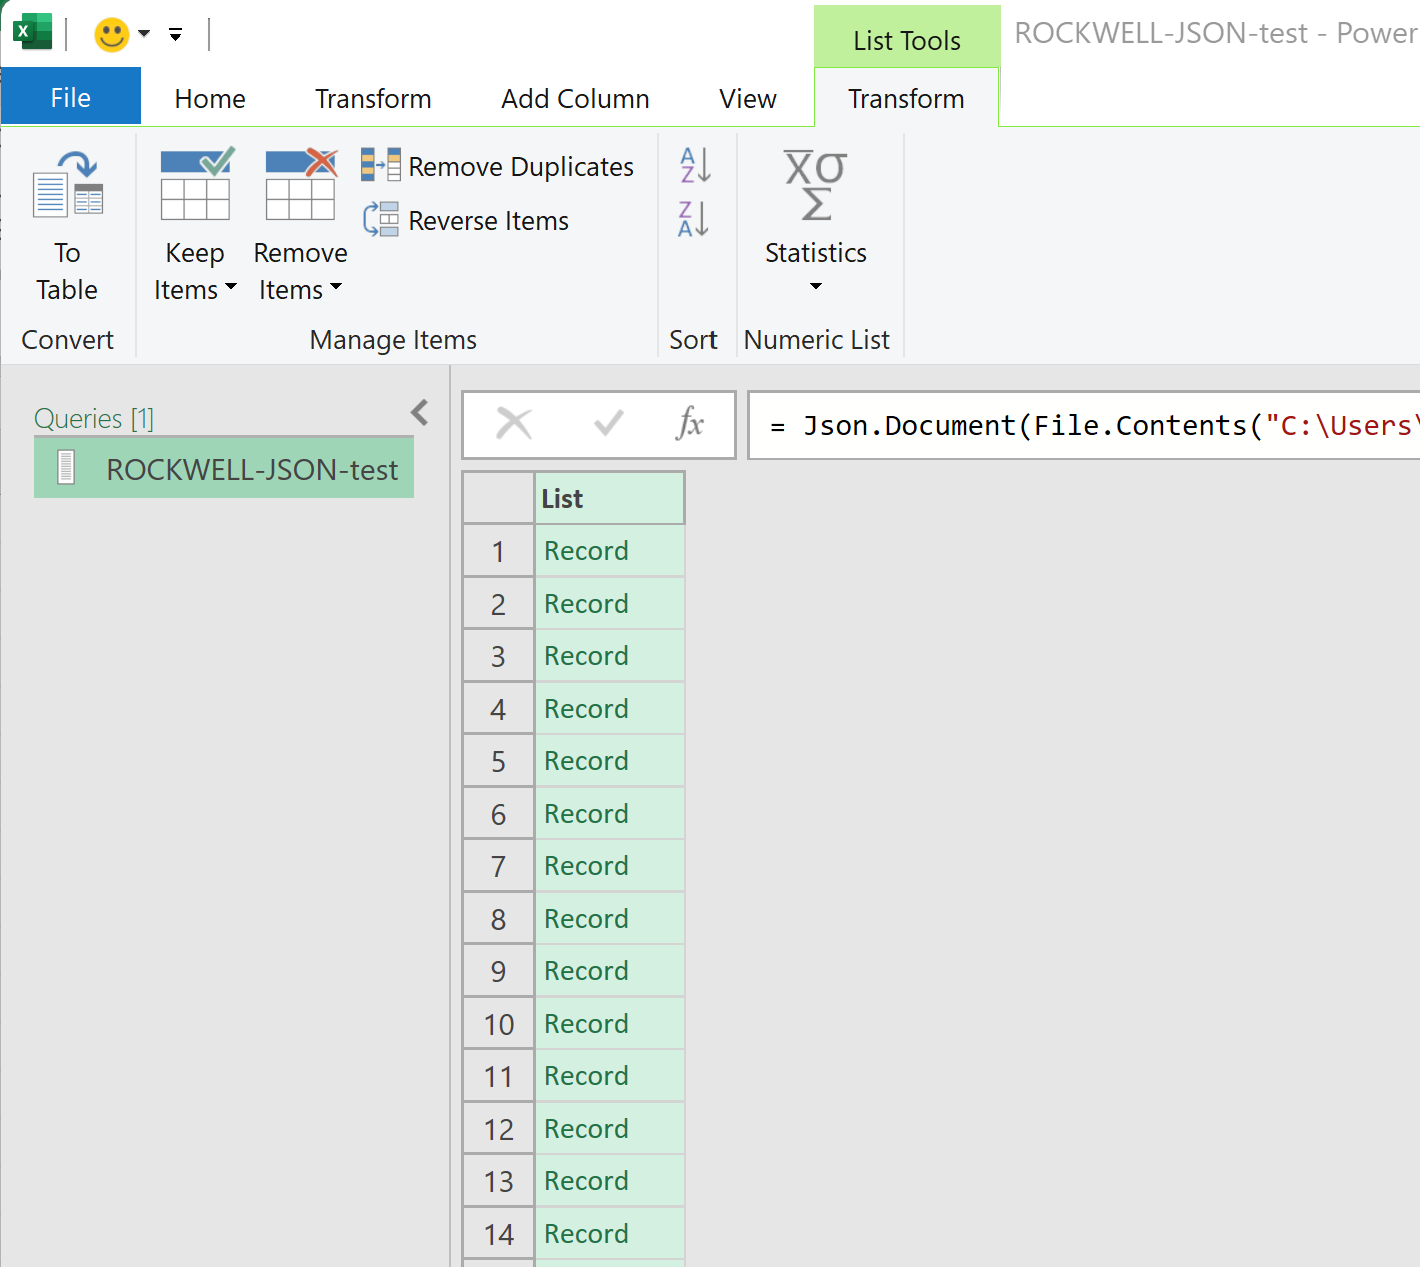 List Tools
ROCKWELL-JSON-test - Power
File Home Transform Add Column View Transform
To Table
Convert
Keep Items
Remove Items
Remove Duplicates
Reverse Items
Manage Items
A Z
Z A
Sort
X̅σ
Σ
Statistics
Numeric List
Queries [1]
ROCKWELL-JSON-test
fx = Json.Document(File.Contents("C:\Users\
List
1 Record
2 Record
3 Record
4 Record
5 Record
6 Record
7 Record
8 Record
9 Record
10 Record
11 Record
12 Record
13 Record
14 Record